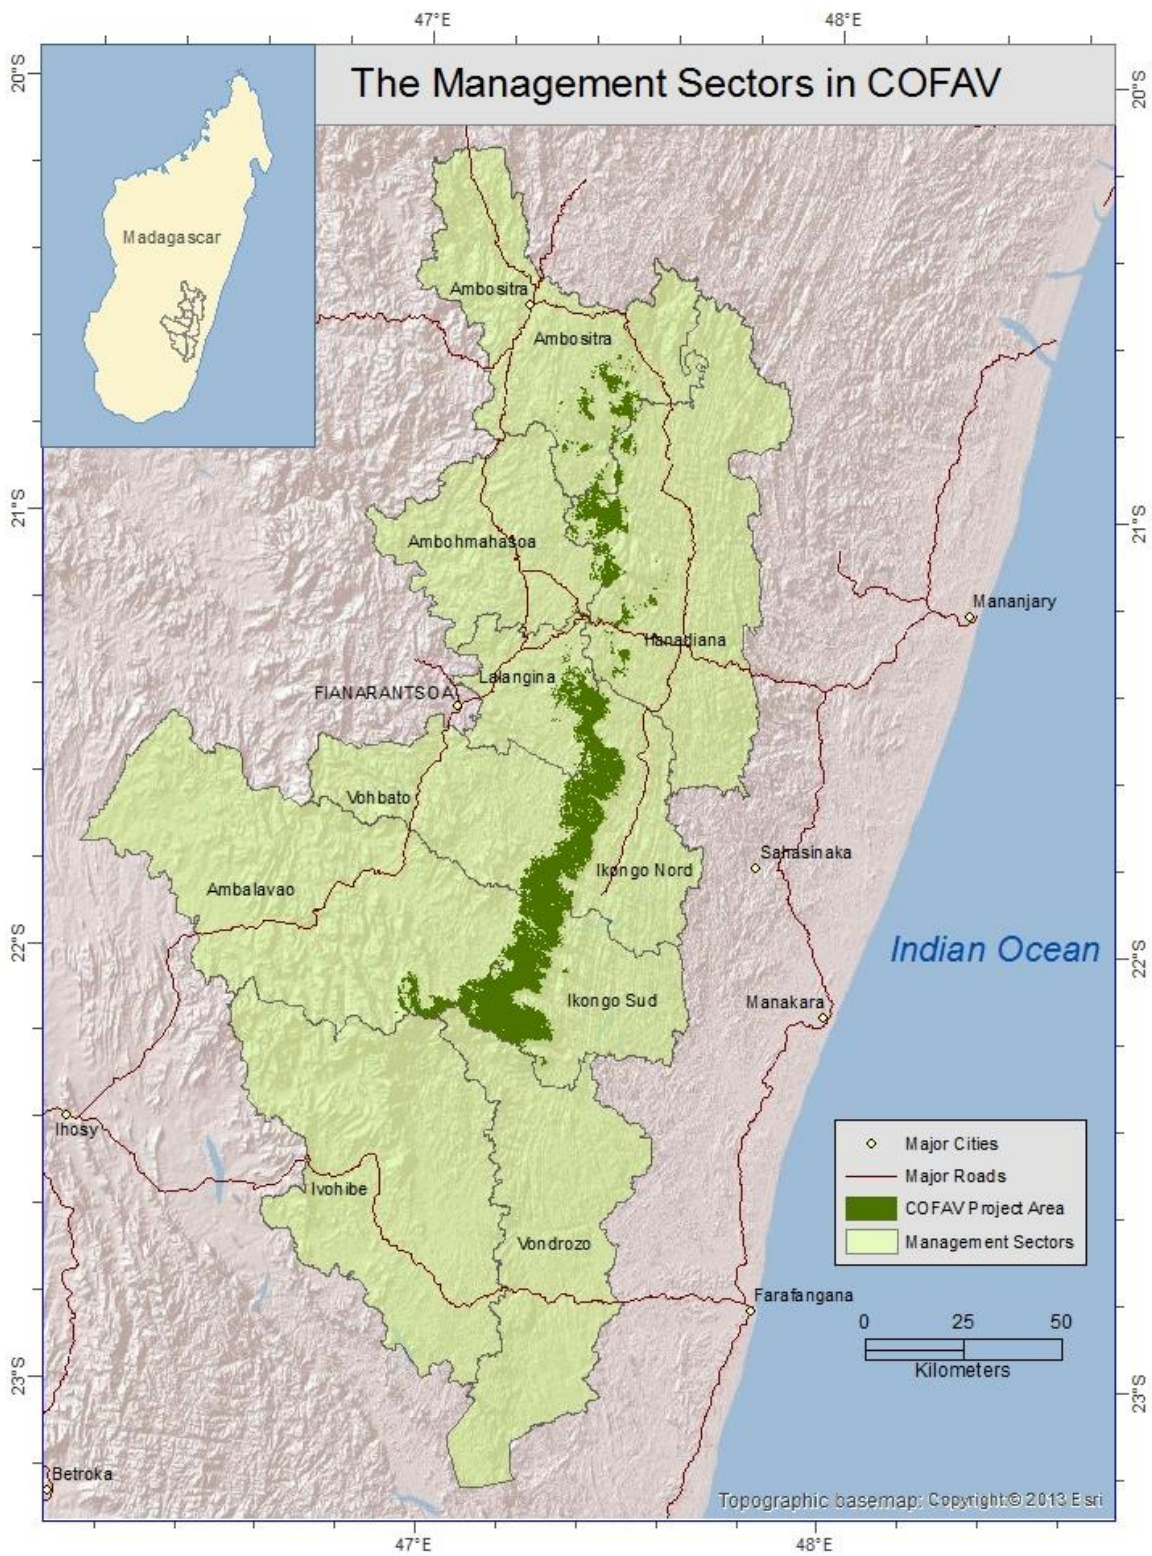 47°E
48°E
20°S
20°S
The Management Sectors in COFAV
Madagascar
Ambositra
Ambositra
21°S
21°S
Ambohmahasoa
Mananjary
Hanadiana
Lalangina
FIANARANTSOA
Vohbato
Sahasinaka
Ikongo Nord
Ambalavao
22°S
22°S
Indian Ocean
Ikongo Sud
Manakara
Ihosy
Major Cities
Major Roads
COFAV Project Area
Management Sectors
Ivohibe
Vondrozo
Farafangana
0 25 50
Kilometers
23°S
23°S
Betroka
Topographic basemap: Copyright:© 2013 Esri
47°E
48°E